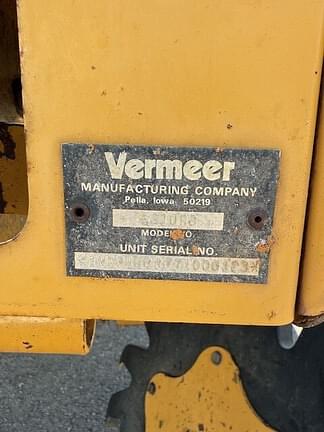 Vermeer
MANUFACTURING COMPANY
Pella, Iowa 50219
MODEL NO.
UNIT SERIAL NO.